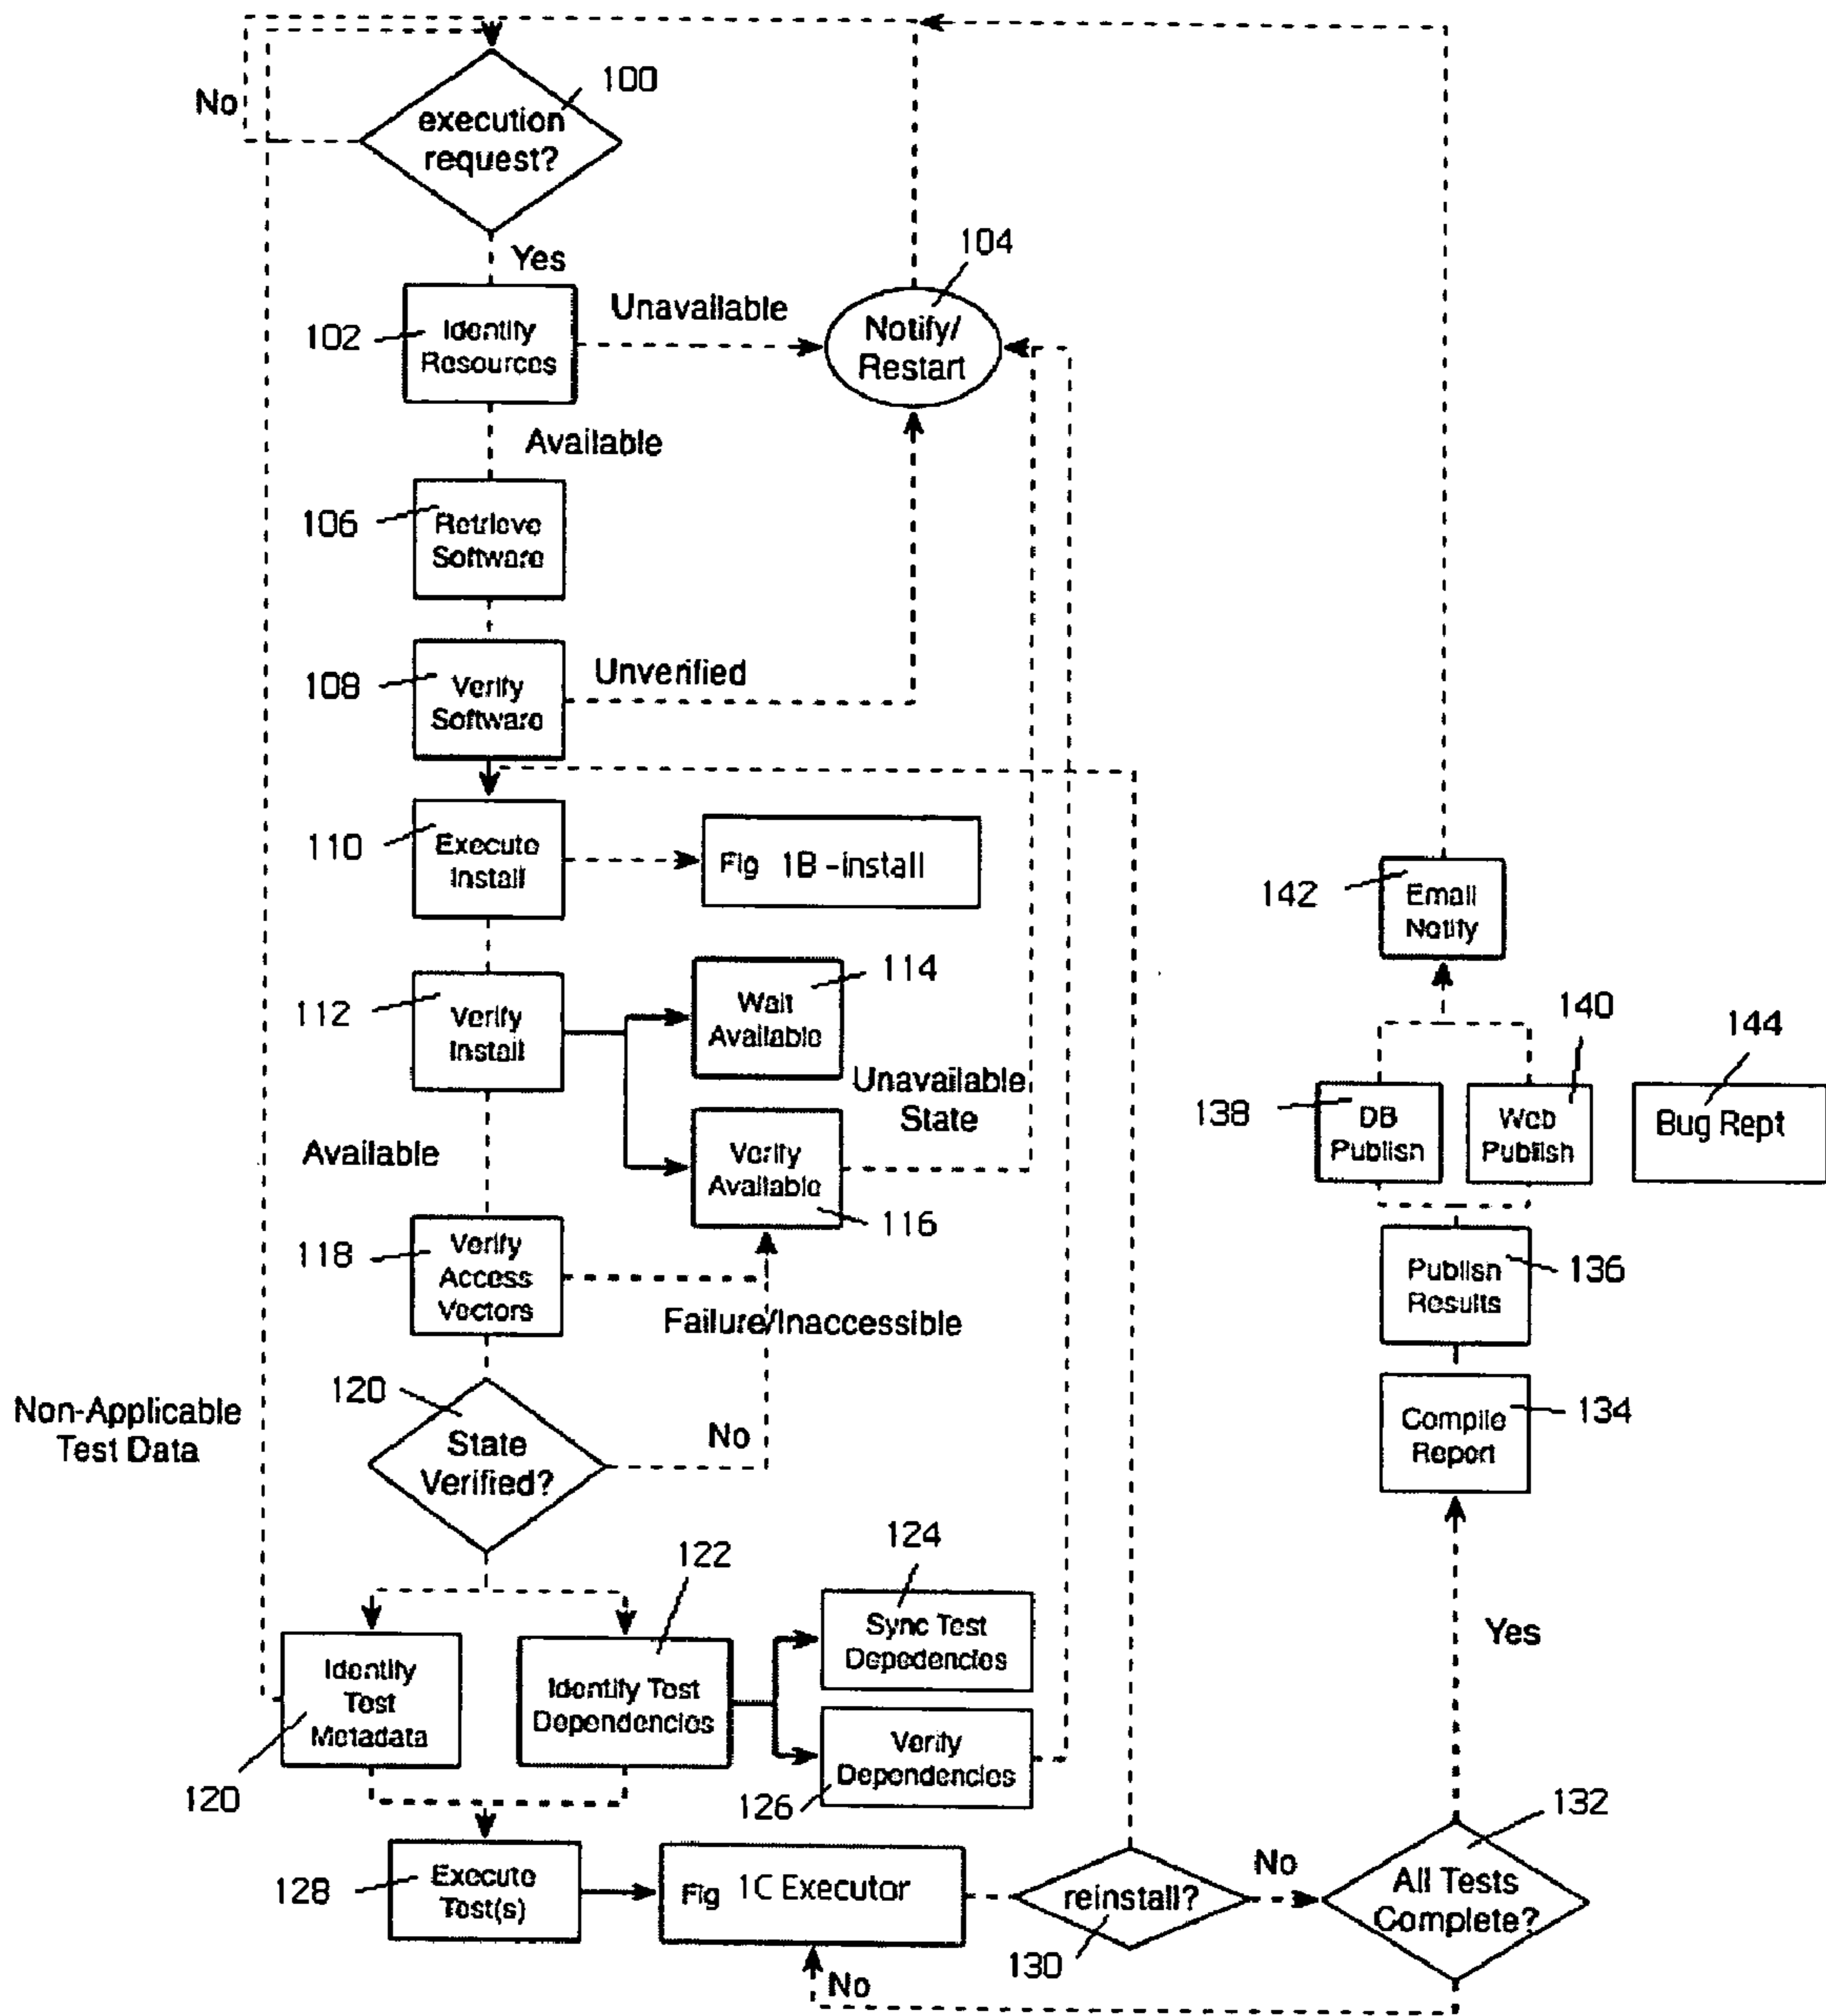 100
No
execution
request?
Yes
104
Unavailable
102
Identify
Resources
Notify/
Restart
Available
106
Retrieve
Software
Unverified
108
Verify
Software
110
Execute
Install
Fig 1B -install
142
Email
Notify
114
Wait
Available
112
Verify
Install
140
144
Unavailable
State
138
DB
Publish
Web
Publish
Bug Rept
Available
Verify
Available
116
118
Verify
Access
Vectors
Publish
Results
136
Failure/Inaccessible
120
134
Non-Applicable
Test Data
State
Verified?
No
Compile
Report
124
122
Sync Test
Depedencies
Yes
Identify
Test
Metadata
Identify Test
Dependencies
Verify
Dependencies
120
126
132
128
Execute
Test(s)
Fig 1C Executor
reinstall?
No
All Tests
Complete?
130
No